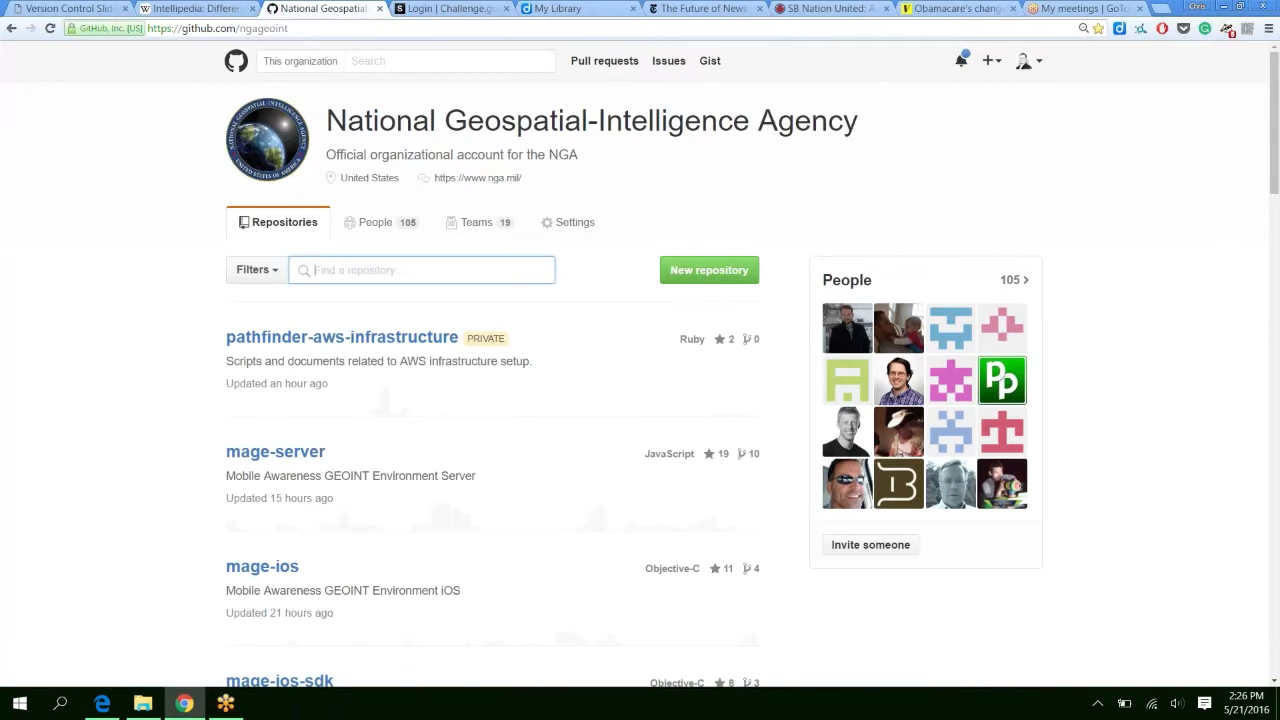 Version Control Slides
Intellipedia: Differen
National Geospatial
Login | Challenge.gov
My Library
The Future of News
SB Nation United: A
Obamacare's change
My meetings | GoTo
Chris
GitHub, Inc. [US]
https://github.com/ngageoint
This organization
Search
Pull requests
Issues
Gist
National Geospatial-Intelligence Agency
Official organizational account for the NGA
United States
https://www.nga.mil/
Repositories
People 105
Teams 19
Settings
Filters
Find a repository...
New repository
pathfinder-aws-infrastructure PRIVATE
Ruby 2 0
Scripts and documents related to AWS infrastructure setup.
Updated an hour ago
mage-server
JavaScript 19 10
Mobile Awareness GEOINT Environment Server
Updated 15 hours ago
mage-ios
Objective-C 11 4
Mobile Awareness GEOINT Environment iOS
Updated 21 hours ago
mage-ios-sdk
Objective-C 8 3
People
105
Pp
B
Invite someone
2:26 PM
5/21/2016